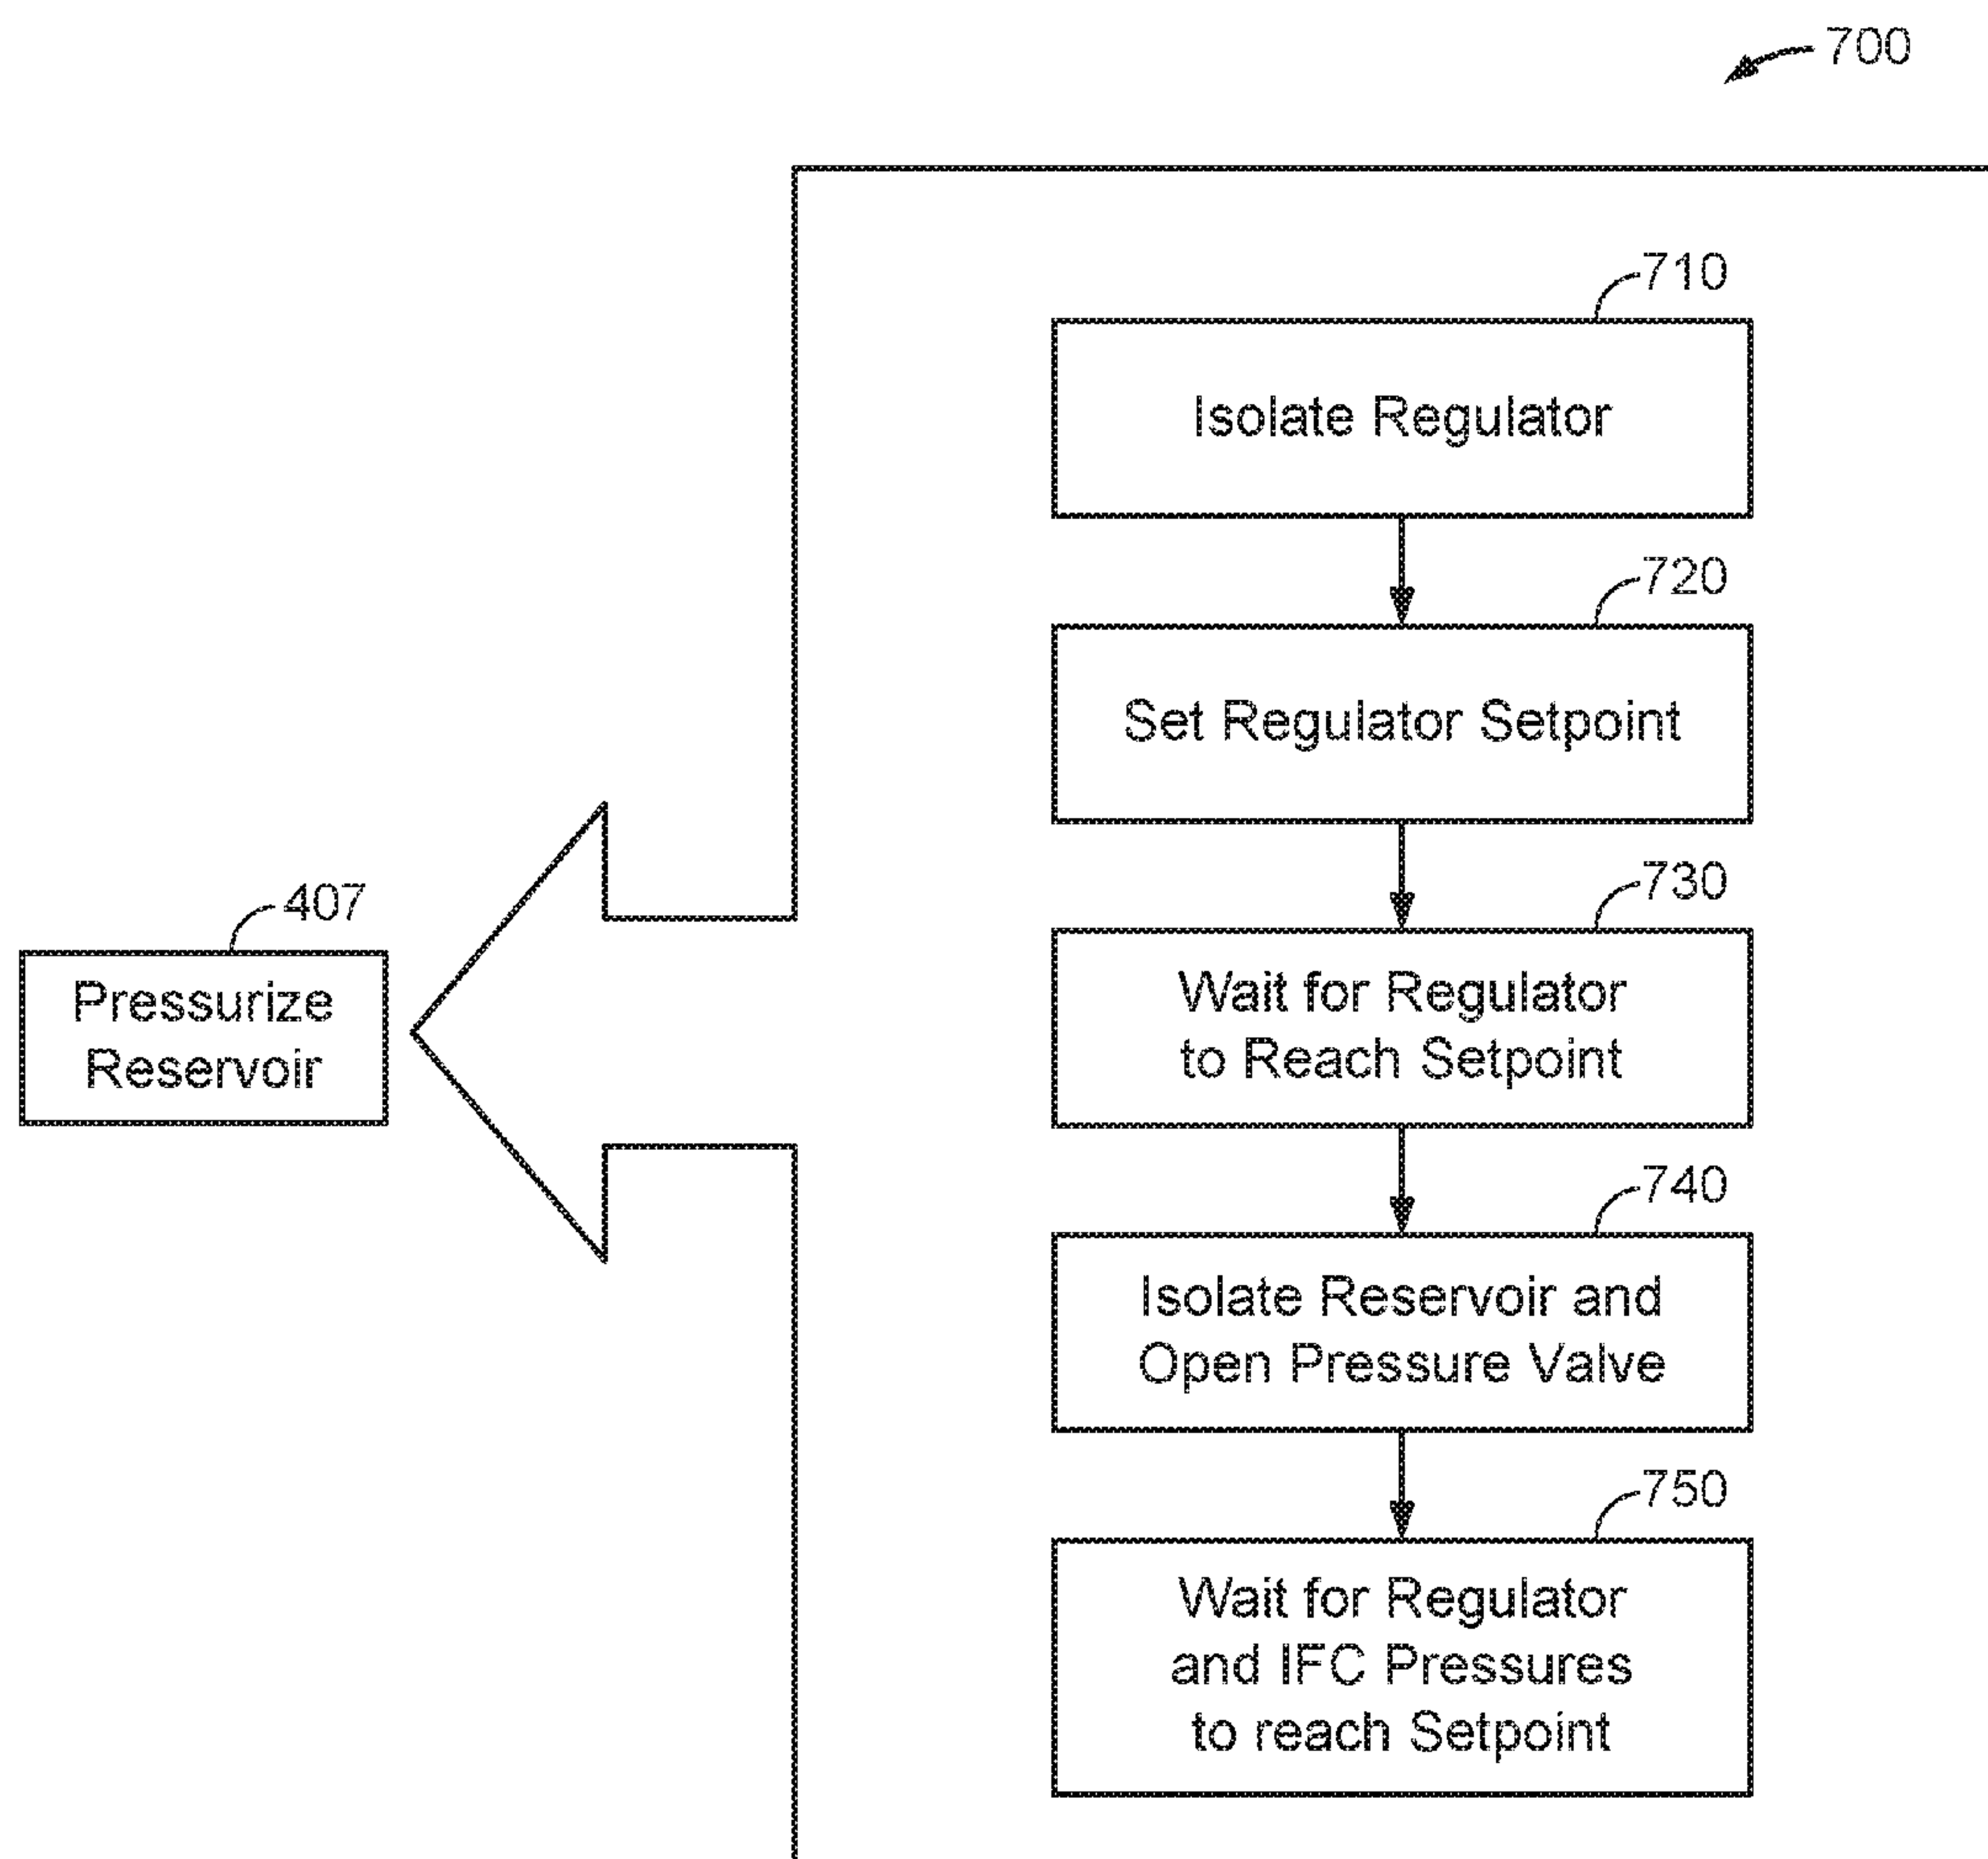 700
710
Isolate Regulator
720
Set Regulator Setpoint
730
Wait for Regulator
to Reach Setpoint
407
Pressurize
Reservoir
740
Isolate Reservoir and
Open Pressure Valve
750
Wait for Regulator
and IFC Pressures
to reach Setpoint